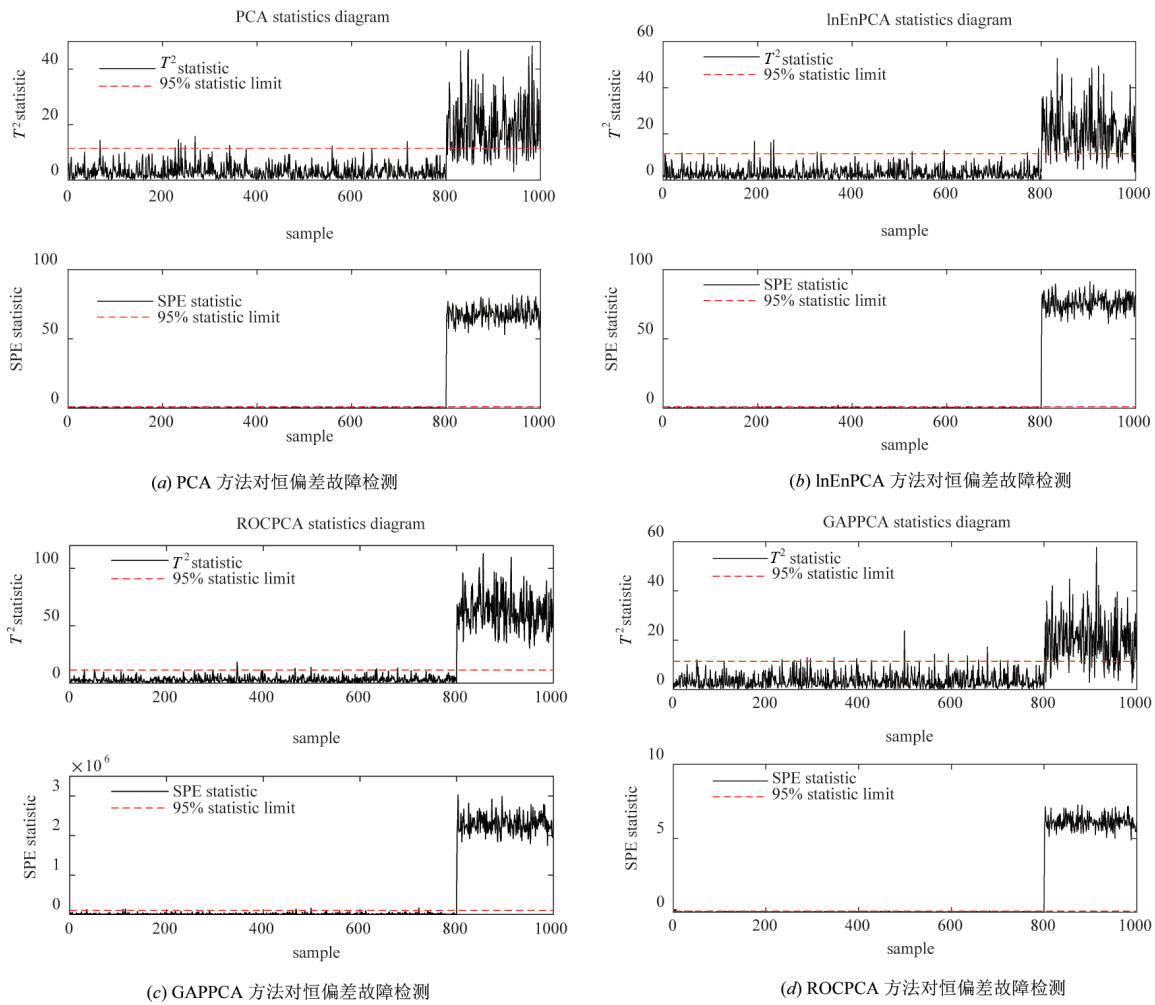 PCA statistics diagram
40
20
0
T² statistic
T² statistic
95% statistic limit
0 200 400 600 800 1000
sample
100
50
0
SPE statistic
SPE statistic
95% statistic limit
0 200 400 600 800 1000
sample
(a) PCA 方法对恒偏差故障检测
lnEnPCA statistics diagram
60
40
20
0
T² statistic
T² statistic
95% statistic limit
0 200 400 600 800 1000
sample
100
50
0
SPE statistic
SPE statistic
95% statistic limit
0 200 400 600 800 1000
sample
(b) lnEnPCA 方法对恒偏差故障检测
ROCPCA statistics diagram
100
50
0
T² statistic
T² statistic
95% statistic limit
0 200 400 600 800 1000
sample
×10⁶
3
2
1
0
SPE statistic
SPE statistic
95% statistic limit
0 200 400 600 800 1000
sample
(c) GAPPCA 方法对恒偏差故障检测
GAPPCA statistics diagram
60
40
20
0
T² statistic
T² statistic
95% statistic limit
0 200 400 600 800 1000
sample
10
5
0
SPE statistic
SPE statistic
95% statistic limit
0 200 400 600 800 1000
sample
(d) ROCPCA 方法对恒偏差故障检测